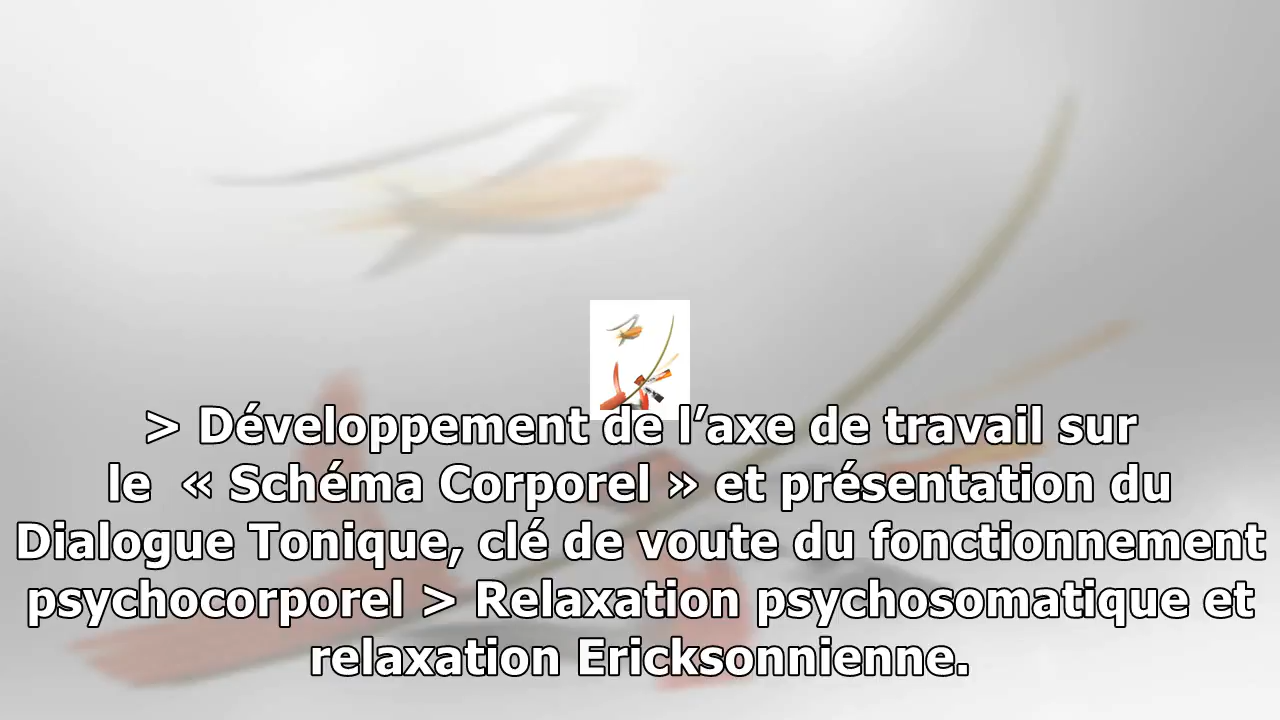 > Développement de l’axe de travail sur
le  « Schéma Corporel » et présentation du
Dialogue Tonique, clé de voute du fonctionnement
psychocorporel > Relaxation psychosomatique et
relaxation Ericksonnienne.